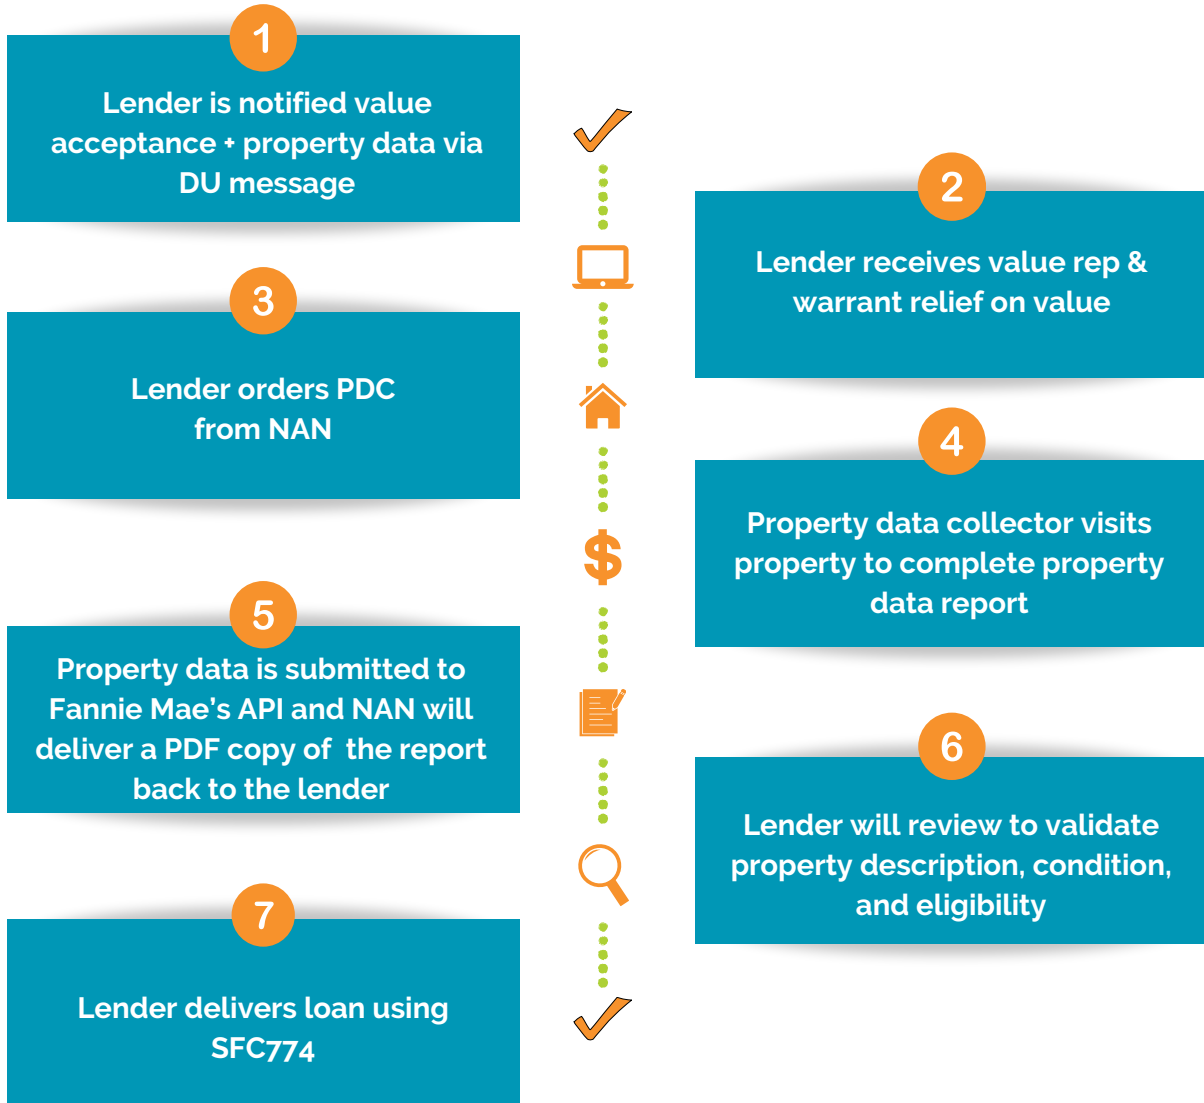 1
Lender is notified value
acceptance + property data via
DU message
2
Lender receives value rep &
warrant relief on value
3
Lender orders PDC
from NAN
4
Property data collector visits
property to complete property
data report
5
Property data is submitted to
Fannie Mae’s API and NAN will
deliver a PDF copy of the report
back to the lender
6
Lender will review to validate
property description, condition,
and eligibility
7
Lender delivers loan using
SFC774
$